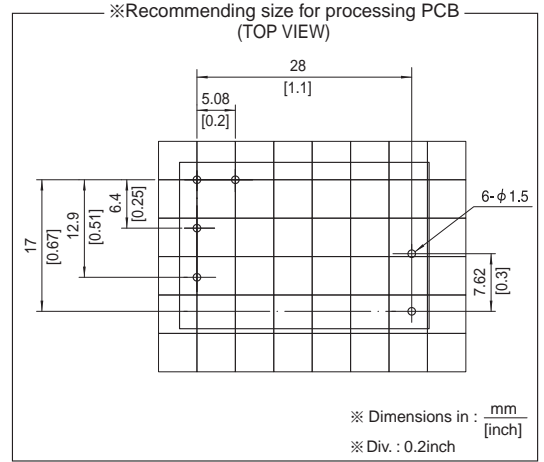 ※Recommending size for processing PCB
(TOP VIEW)
28
[1.1]
5.08
[0.2]
17
[0.67]
12.9
[0.51]
6.4
[0.25]
6-ϕ1.5
7.62
[0.3]
※ Dimensions in : mm
[inch]
※Div. : 0.2inch